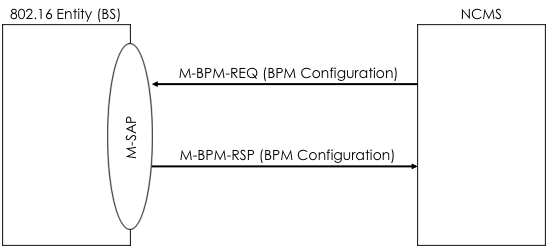 802.16 Entity (BS)
NCMS
M-BPM-REQ (BPM Configuration)
M-SAP
M-BPM-RSP (BPM Configuration)